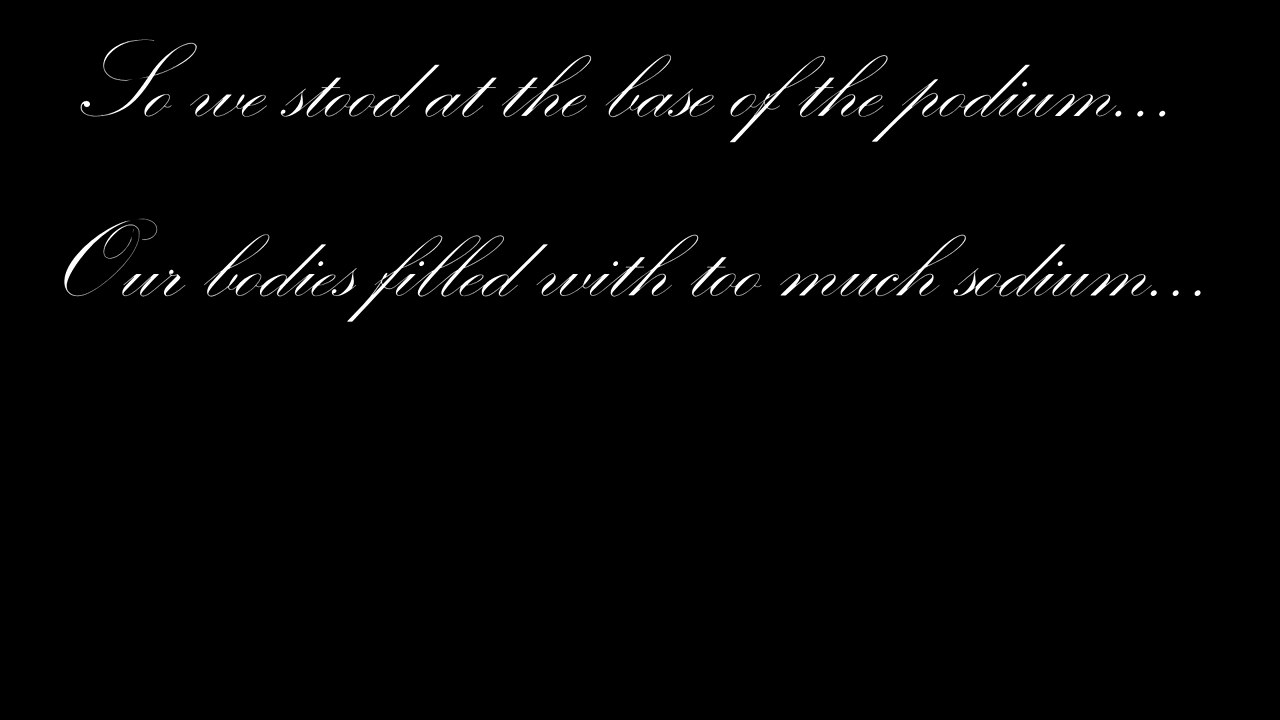 So we stood at the base of the podium...
Our bodies filled with too much sodium...